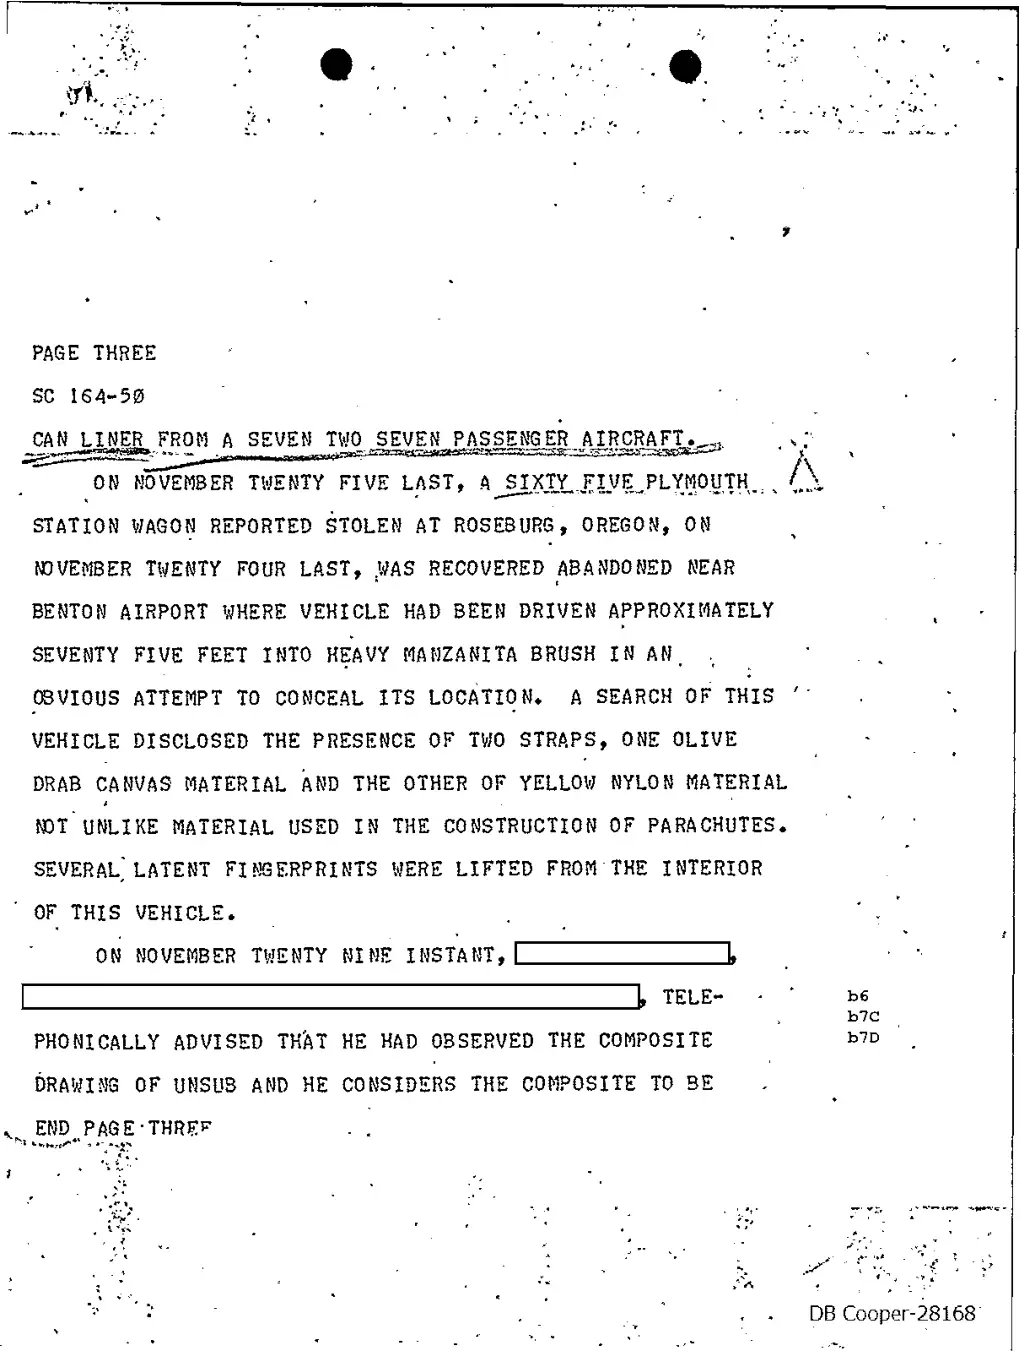 PAGE THREE
SC 164-50
CAN LINER FROM A SEVEN TWO SEVEN PASSENGER AIRCRAFT.
ON NOVEMBER TWENTY FIVE LAST, A SIXTY FIVE PLYMOUTH
STATION WAGON REPORTED STOLEN AT ROSEBURG, OREGON, ON
NOVEMBER TWENTY FOUR LAST, WAS RECOVERED ABANDONED NEAR
BENTON AIRPORT WHERE VEHICLE HAD BEEN DRIVEN APPROXIMATELY
SEVENTY FIVE FEET INTO HEAVY MANZANITA BRUSH IN AN
OBVIOUS ATTEMPT TO CONCEAL ITS LOCATION. A SEARCH OF THIS
VEHICLE DISCLOSED THE PRESENCE OF TWO STRAPS, ONE OLIVE
DRAB CANVAS MATERIAL AND THE OTHER OF YELLOW NYLON MATERIAL
NOT UNLIKE MATERIAL USED IN THE CONSTRUCTION OF PARACHUTES.
SEVERAL LATENT FINGERPRINTS WERE LIFTED FROM THE INTERIOR
OF THIS VEHICLE.
ON NOVEMBER TWENTY NINE INSTANT, ,
, TELE-
b6
b7C
PHONICALLY ADVISED THAT HE HAD OBSERVED THE COMPOSITE
b7D
DRAWING OF UNSUB AND HE CONSIDERS THE COMPOSITE TO BE
END PAGE THREE
DB Cooper-28168